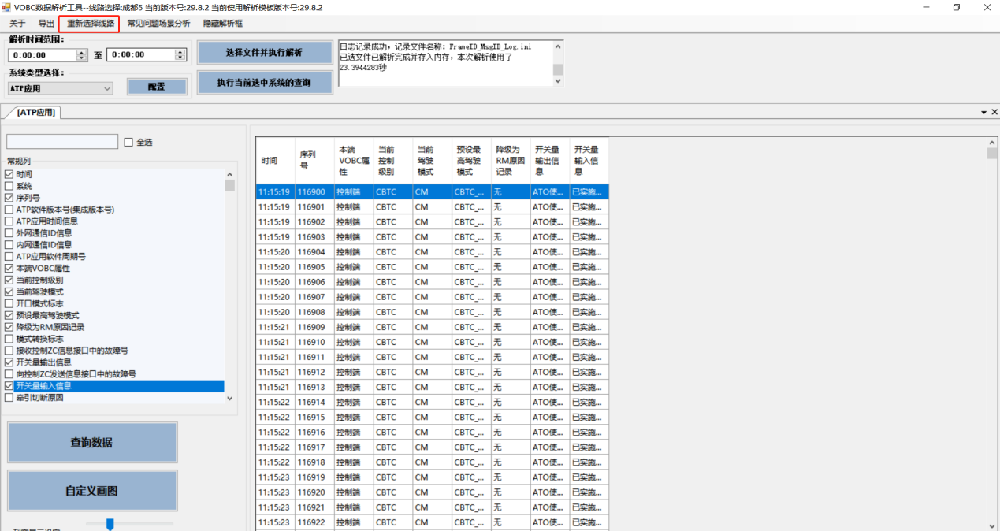 VOBC数据解析工具--线路选择:成都5 当前版本号:29.8.2 当前使用解析模板版本号:29.8.2
关于 导出 重新选择线路 常见问题场景分析 隐藏解析框
解析时间范围:
0:00:00 至 0:00:00
系统类型选择:
ATP应用 配置
选择文件并执行解析
执行当前选中系统的查询
日志记录成功, 记录文件名称: FrameID_MsgID_Log.ini
已选文件已解析完成并存入内存, 本次解析使用了
23.3944283秒
[ATP应用]
全选
常规列
时间
系统
序列号
ATP软件版本号(集成版本号)
ATP应用时间信息
外网通信ID信息
内网通信ID信息
ATP应用软件周期号
本端VOBC属性
当前控制级别
当前驾驶模式
开口模式标志
预设最高驾驶模式
降级为RM原因记录
模式转换标志
接收控制ZC信息接口中的故障号
开关量输出信息
向控制ZC发送信息接口中的故障号
开关量输入信息
牵引切断原因
查询数据
自定义画图
时间 序列号 本端VOBC属性 当前控制级别 当前驾驶模式 预设最高驾驶模式 降级为RM原因记录 开关量输出信息 开关量输入信息
11:15:19 116900 控制端 CBTC CM CBTC_... 无 ATO使... 已实施...
11:15:19 116901 控制端 CBTC CM CBTC_... 无 ATO使... 已实施...
11:15:19 116902 控制端 CBTC CM CBTC_... 无 ATO使... 已实施...
11:15:19 116903 控制端 CBTC CM CBTC_... 无 ATO使... 已实施...
11:15:20 116904 控制端 CBTC CM CBTC_... 无 ATO使... 已实施...
11:15:20 116905 控制端 CBTC CM CBTC_... 无 ATO使... 已实施...
11:15:20 116906 控制端 CBTC CM CBTC_... 无 ATO使... 已实施...
11:15:20 116907 控制端 CBTC CM CBTC_... 无 ATO使... 已实施...
11:15:20 116908 控制端 CBTC CM CBTC_... 无 ATO使... 已实施...
11:15:21 116909 控制端 CBTC CM CBTC_... 无 ATO使... 已实施...
11:15:21 116910 控制端 CBTC CM CBTC_... 无 ATO使... 已实施...
11:15:21 116911 控制端 CBTC CM CBTC_... 无 ATO使... 已实施...
11:15:21 116912 控制端 CBTC CM CBTC_... 无 ATO使... 已实施...
11:15:21 116913 控制端 CBTC CM CBTC_... 无 ATO使... 已实施...
11:15:22 116914 控制端 CBTC CM CBTC_... 无 ATO使... 已实施...
11:15:22 116915 控制端 CBTC CM CBTC_... 无 ATO使... 已实施...
11:15:22 116916 控制端 CBTC CM CBTC_... 无 ATO使... 已实施...
11:15:22 116917 控制端 CBTC CM CBTC_... 无 ATO使... 已实施...
11:15:22 116918 控制端 CBTC CM CBTC_... 无 ATO使... 已实施...
11:15:23 116919 控制端 CBTC CM CBTC_... 无 ATO使... 已实施...
11:15:23 116920 控制端 CBTC CM CBTC_... 无 ATO使... 已实施...
11:15:23 116921 控制端 CBTC CM CBTC_... 无 ATO使... 已实施...
11:15:23 116922 控制端 CBTC CM CBTC_... 无 ATO使... 已实施...